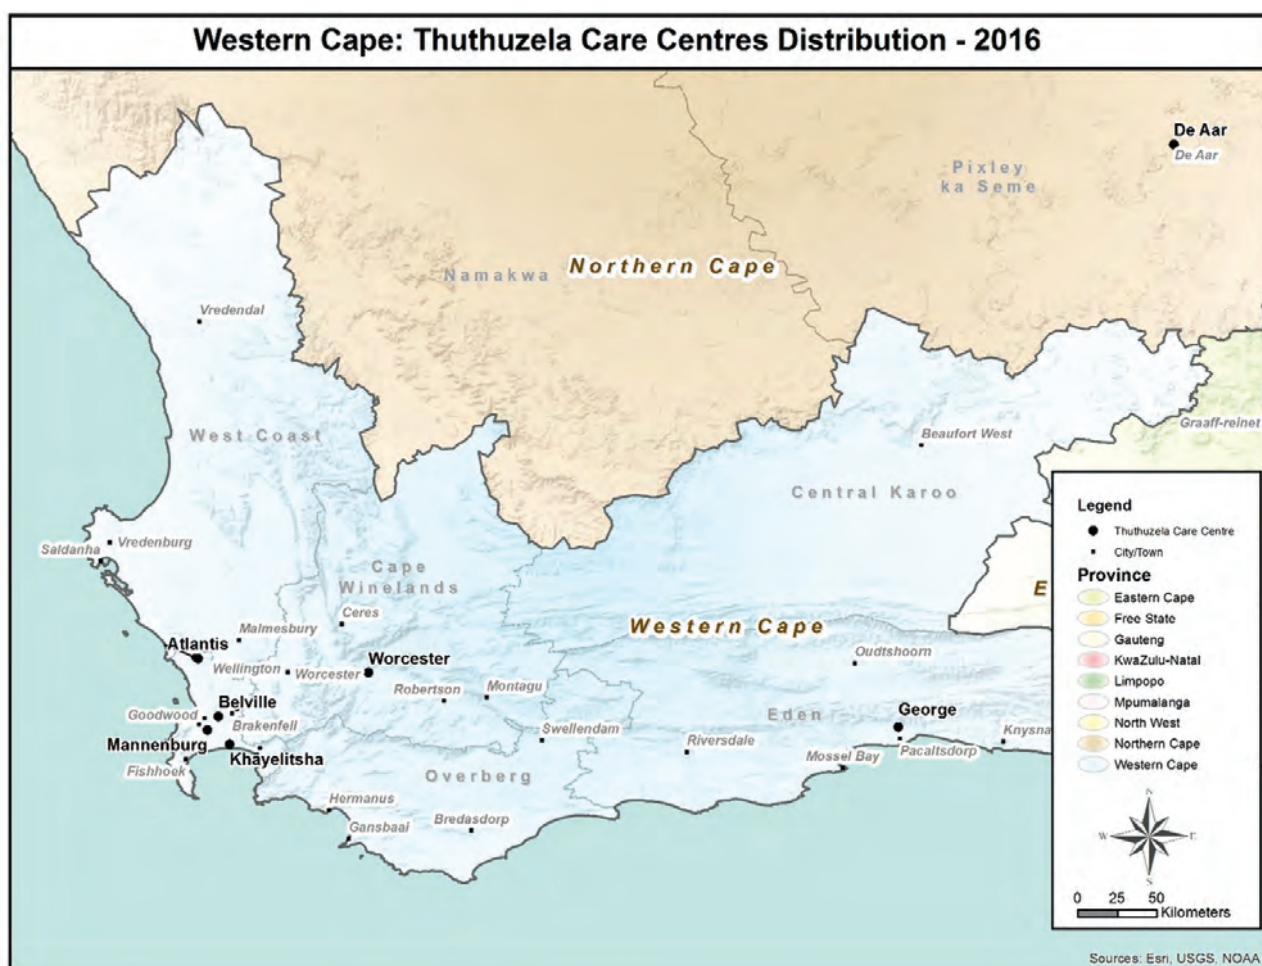 Western Cape: Thuthuzela Care Centres Distribution - 2016
De Aar
De Aar
Pixley
ka Seme
Northern Cape
Namakwa
Vredendal
Graaff-reinet
West Coast
Beaufort West
Central Karoo
Vredenburg
Saldanha
Cape
Winelands
Ceres
Western Cape
E
Malmesbury
Atlantis
Wellington
Worcester
Worcester
Oudtshoorn
Robertson
Montagu
Belville
Goodwood
Brakenfell
Eden
George
Swellendam
Riversdale
Knysna
Mannenburg
Khayelitsha
Pacaltsdorp
Mossel Bay
Fishhoek
Overberg
Hermanus
Gansbaai
Bredasdorp
Legend
Thuthuzela Care Centre
City/Town
Province
Eastern Cape
Free State
Gauteng
KwaZulu-Natal
Limpopo
Mpumalanga
North West
Northern Cape
Western Cape
N
W
E
S
0 25 50
Kilometers
Sources: Esri, USGS, NOAA